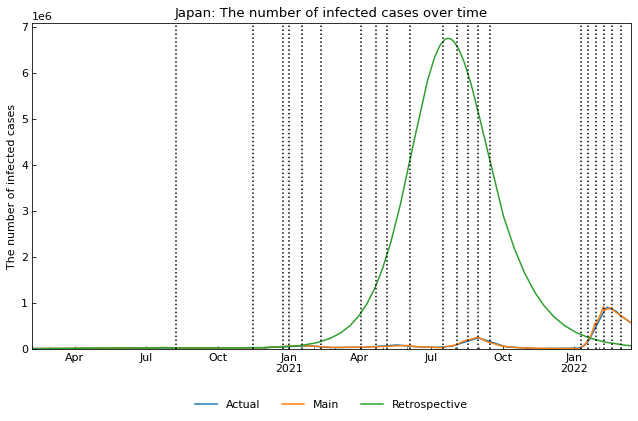 Japan: The number of infected cases over time
1e6
The number of infected cases
7
6
5
4
3
2
1
0
Apr Jul Oct Jan Apr Jul Oct Jan
2021 2022
Actual Main Retrospective